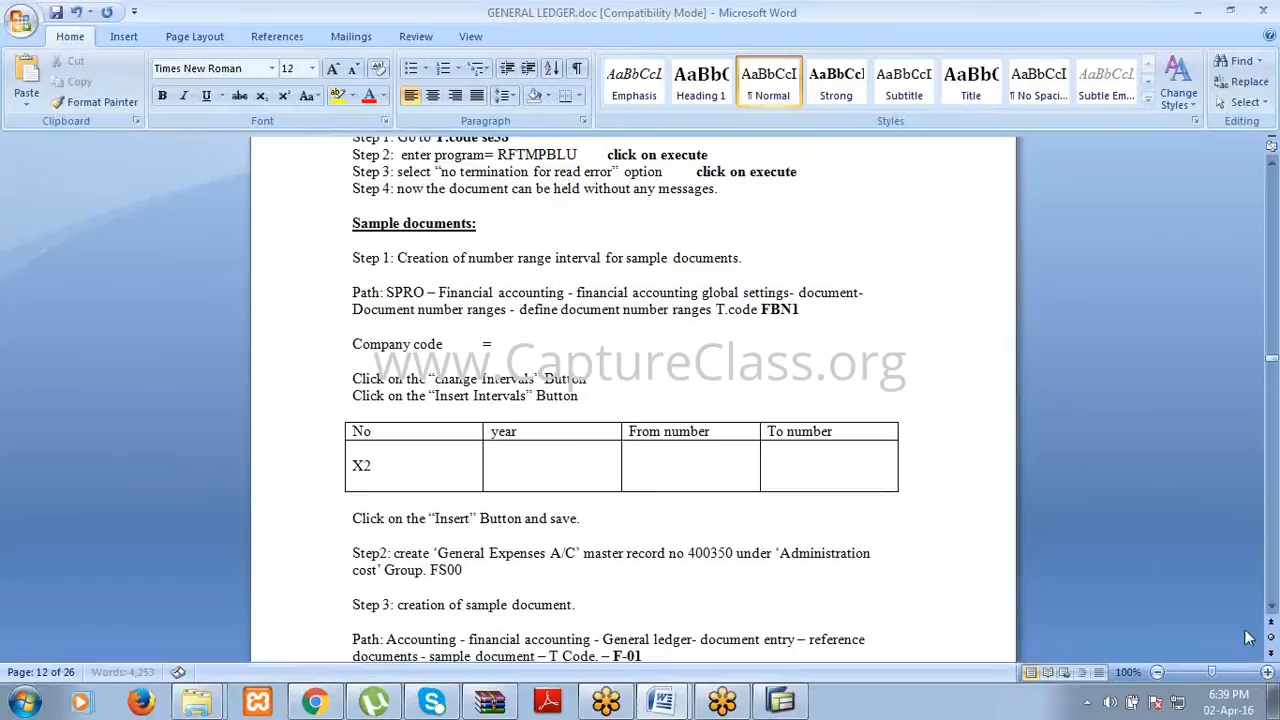 GENERAL LEDGER.doc [Compatibility Mode] - Microsoft Word
Home Insert Page Layout References Mailings Review View
Paste
Cut
Copy
Format Painter
Clipboard
Times New Roman 12
Font
Paragraph
AaBbCcI AaBbC AaBbCcI AaBbCcI AaBbCcI AaBbC AaBbCcI AaBbCcI
Emphasis Heading 1 ¶ Normal Strong Subtitle Title ¶ No Spaci... Subtle Em...
Change Styles
Styles
Find
Replace
Select
Editing
Step 1: Go to T.code se38
Step 2: enter program= RFTMPBLU click on execute
Step 3: select “no termination for read error” option click on execute
Step 4: now the document can be held without any messages.
Sample documents:
Step 1: Creation of number range interval for sample documents.
Path: SPRO – Financial accounting - financial accounting global settings- document-
Document number ranges - define document number ranges T.code FBN1
Company code =
www.CaptureClass.org
Click on the “change Intervals” Button
Click on the “Insert Intervals” Button
No year From number To number
X2
Click on the “Insert” Button and save.
Step2: create ‘General Expenses A/C’ master record no 400350 under ‘Administration
cost’ Group. FS00
Step 3: creation of sample document.
Path: Accounting - financial accounting - General ledger- document entry – reference
documents - sample document – T Code. – F-01
Page: 12 of 26 Words: 4,253 100%
6:39 PM
02-Apr-16